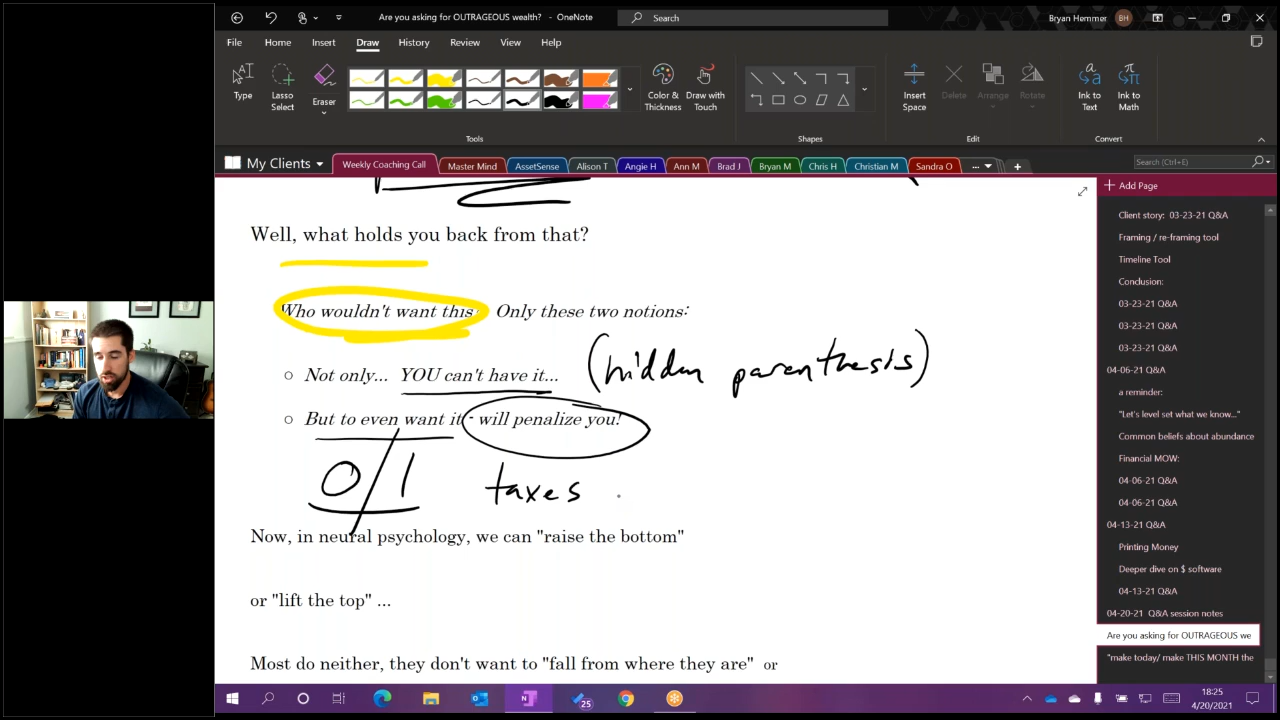 Are you asking for OUTRAGEOUS wealth? - OneNote
Search
Bryan Hemmer
BH
File Home Insert Draw History Review View Help
Type
Lasso Select
Eraser
Color & Thickness
Draw with Touch
Insert Space
Delete
Arrange
Rotate
Ink to Text
Ink to Math
Tools
Shapes
Edit
Convert
My Clients
Weekly Coaching Call
Master Mind
AssetSense
Alison T
Angie H
Ann M
Brad J
Bryan M
Chris H
Christian M
Sandra O
...
Search (Ctrl+E)
Well, what holds you back from that?
Who wouldn't want this Only these two notions:
Not only... YOU can't have it... (hidden parenthesis)
But to even want it - will penalize you!
0/1 taxes
Now, in neural psychology, we can "raise the bottom"
or "lift the top" ...
Most do neither, they don't want to "fall from where they are" or
Add Page
Client story: 03-23-21 Q&A
Framing / re-framing tool
Timeline Tool
Conclusion:
03-23-21 Q&A
03-23-21 Q&A
03-23-21 Q&A
04-06-21 Q&A
a reminder:
"Let's level set what we know..."
Common beliefs about abundance
Financial MOW:
04-06-21 Q&A
04-06-21 Q&A
04-13-21 Q&A
Printing Money
Deeper dive on $ software
04-13-21 Q&A
04-20-21 Q&A session notes
Are you asking for OUTRAGEOUS we
"make today/ make THIS MONTH the
25
18:25
4/20/2021